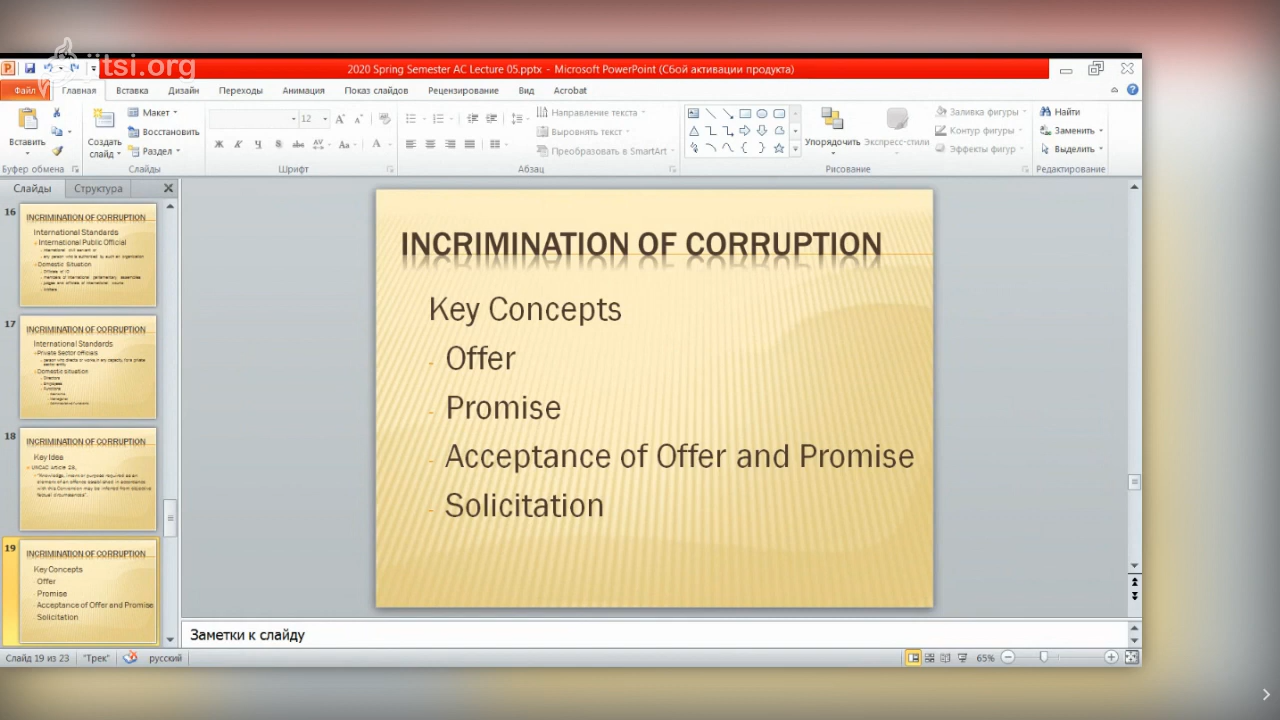 iitsi.org
2020 Spring Semester AC Lecture 05.pptx - Microsoft PowerPoint (Сбой активации продукта)
Файл Главная Вставка Дизайн Переходы Анимация Показ слайдов Рецензирование Вид Acrobat
Вставить
Буфер обмена
Создать слайд
Макет
Восстановить
Раздел
Слайды
12
Ж К Ч S abc AV Aa A
Шрифт
Направление текста
Выровнять текст
Преобразовать в SmartArt
Абзац
Упорядочить Экспресс-стили
Заливка фигуры
Контур фигуры
Эффекты фигур
Рисование
Найти
Заменить
Выделить
Редактирование
Слайды Структура
16
INCRIMINATION OF CORRUPTION
International Standards
International Public Official
Domestic Situation
17
INCRIMINATION OF CORRUPTION
International Standards
Private Sector officials
Domestic situation
18
INCRIMINATION OF CORRUPTION
Key Idea
19
INCRIMINATION OF CORRUPTION
Key Concepts
Offer
Promise
Acceptance of Offer and Promise
Solicitation
INCRIMINATION OF CORRUPTION
Key Concepts
- Offer
- Promise
- Acceptance of Offer and Promise
- Solicitation
Заметки к слайду
Слайд 19 из 23 "Трек" русский 65%